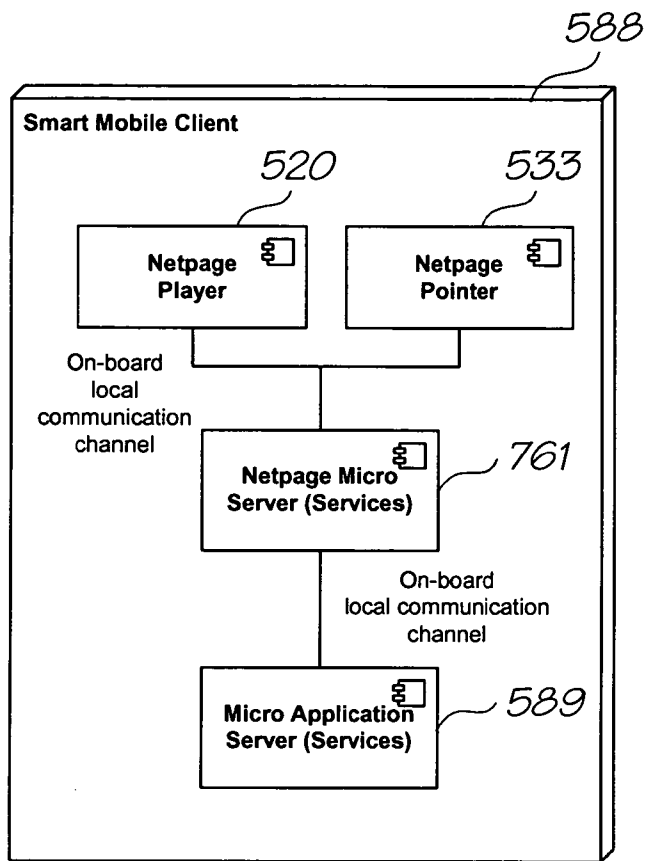 588
Smart Mobile Client
520
533
Netpage
Player
Netpage
Pointer
On-board
local
communication
channel
Netpage Micro
Server (Services)
761
On-board
local communication
channel
Micro Application
Server (Services)
589